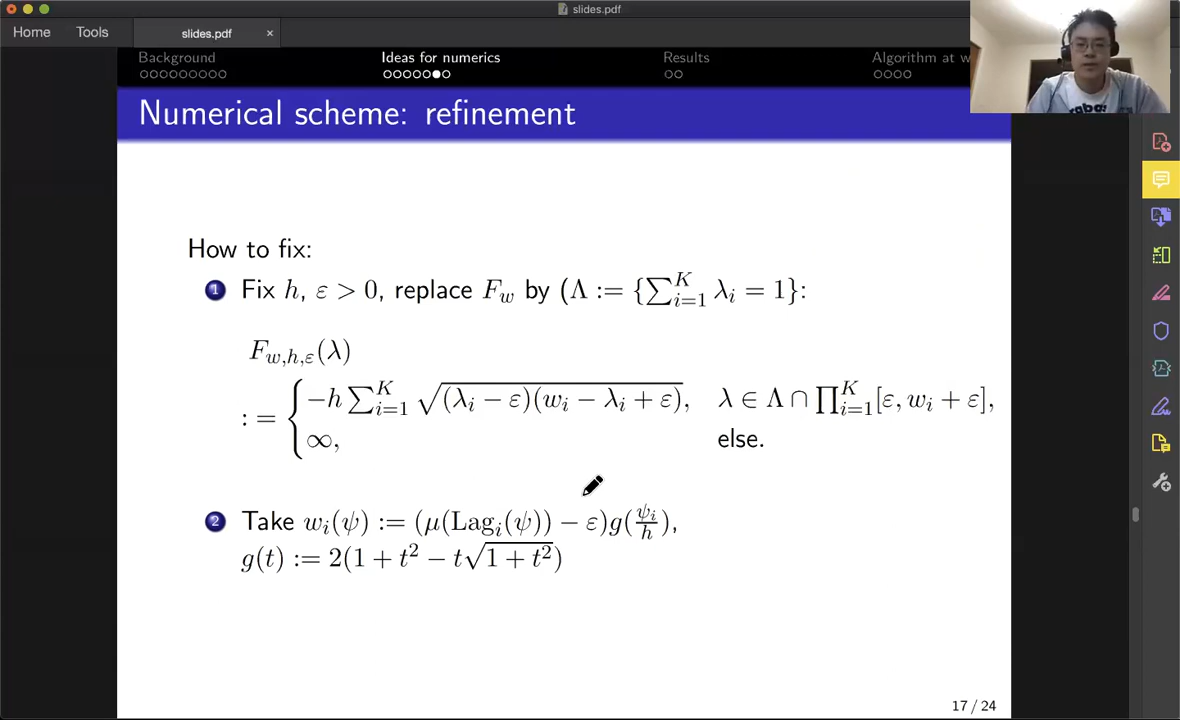 slides.pdf
Home Tools slides.pdf ×
Background Ideas for numerics Results Algorithm at w
Numerical scheme: refinement
How to fix:
1 Fix h, ε > 0, replace F_w by (Λ := {∑_{i=1}^K λ_i = 1}:
F_{w,h,ε}(λ)
:= { −h ∑_{i=1}^K √((λ_i − ε)(w_i − λ_i + ε)), λ ∈ Λ ∩ ∏_{i=1}^K [ε, w_i + ε],
∞, else.
2 Take w_i(ψ) := (μ(Lag_i(ψ)) − ε)g(ψ_i/h),
g(t) := 2(1 + t² − t√(1 + t²))
17 / 24